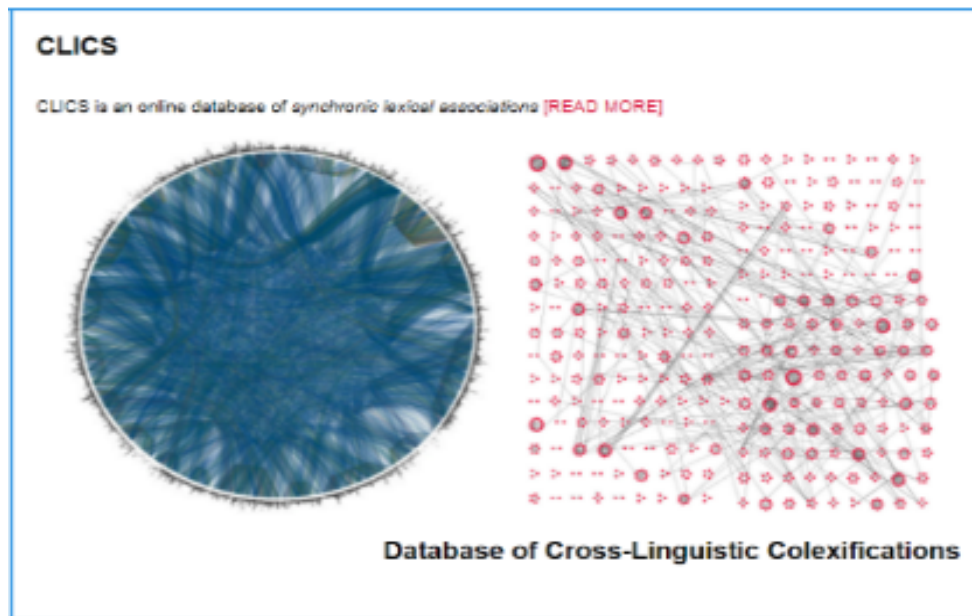 CLICS
CLICS is an online database of synchronic lexical associations [READ MORE]
Database of Cross-Linguistic Colexifications